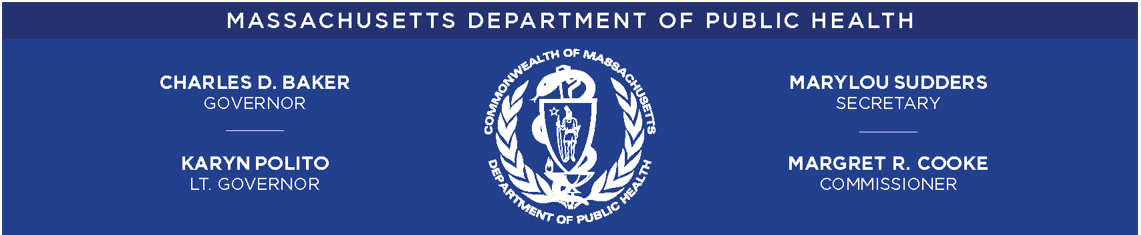 MASSACHUSETTS DEPARTMENT OF PUBLIC HEALTH
CHARLES D. BAKER
GOVERNOR
KARYN POLITO
LT. GOVERNOR
COMMONWEALTH OF MASSACHUSETTS
DEPARTMENT OF PUBLIC HEALTH
MARYLOU SUDDERS
SECRETARY
MARGRET R. COOKE
COMMISSIONER